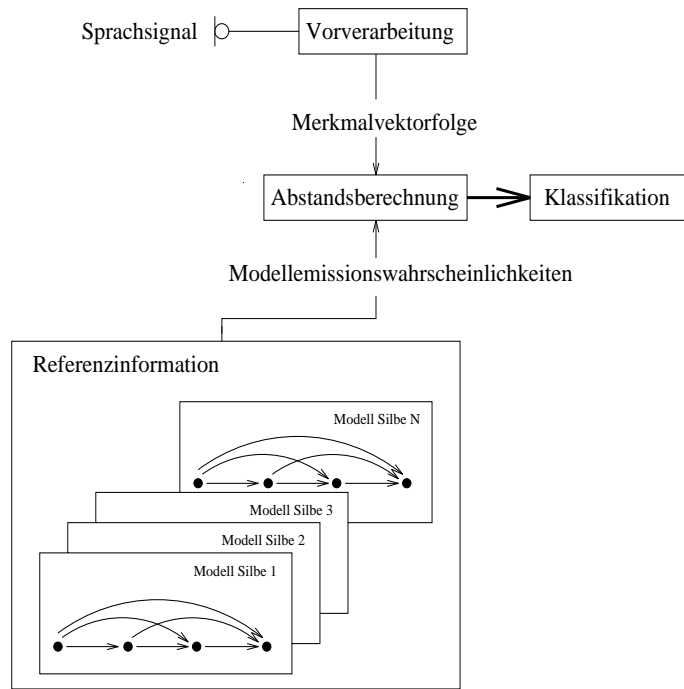 Sprachsignal
Vorverarbeitung
Merkmalvektorfolge
Abstandsberechnung
Klassifikation
Modellemissionswahrscheinlichkeiten
Referenzinformation
Modell Silbe N
Modell Silbe 3
Modell Silbe 2
Modell Silbe 1